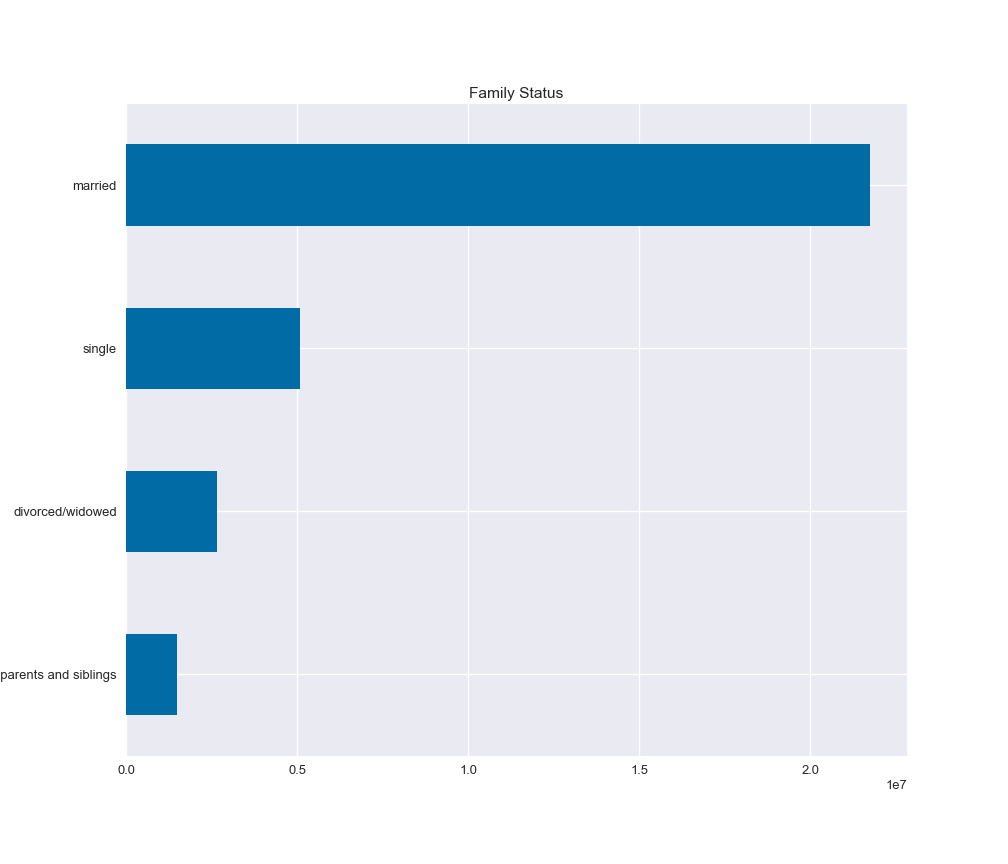 Family Status
married
single
divorced/widowed
parents and siblings
0.0 0.5 1.0 1.5 2.0
1e7